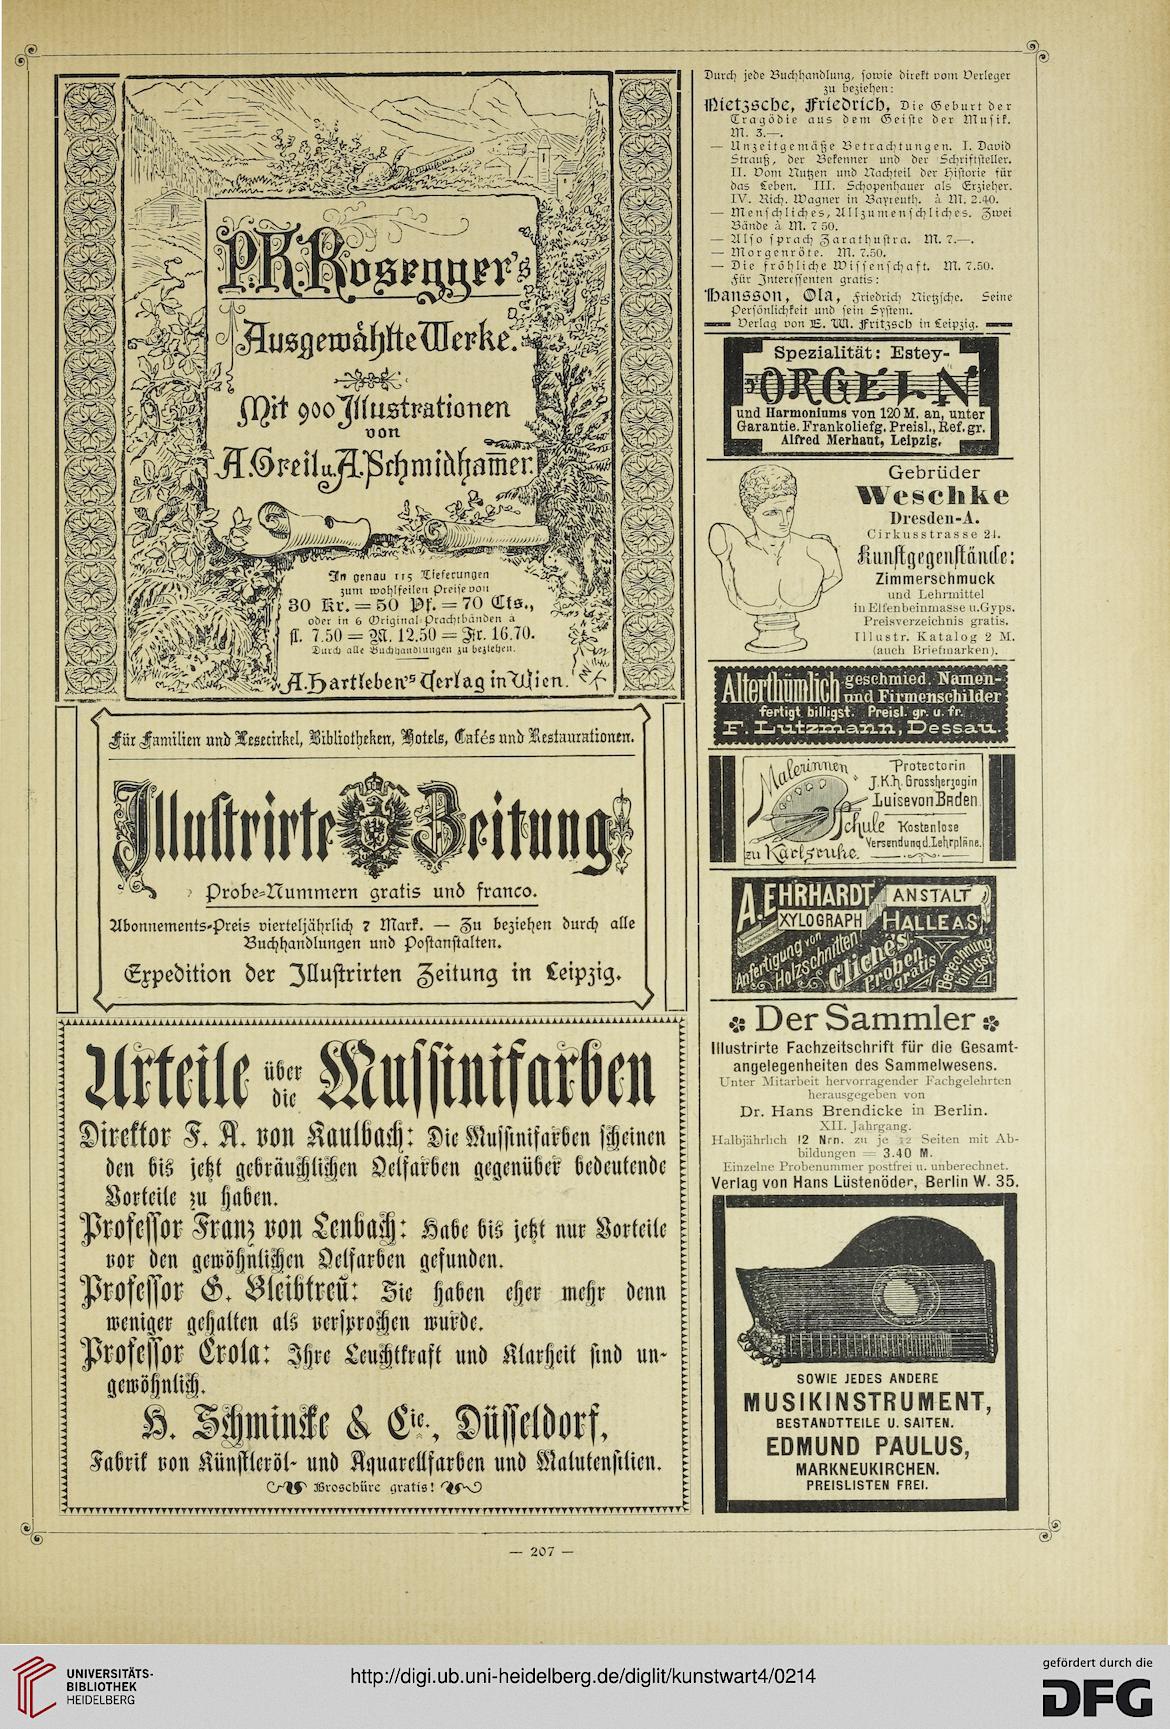 P.K. Rosegger's
Ausgewählte Werke.
Mit 900 Illustrationen
von
A. Greil u. A. Schmidham̄er.
In genau 115 Lieferungen
zum wohlfeilen Preise von
30 Kr. = 50 Pf. = 70 Cts.,
oder in 6 Original-Prachtbänden à
fl. 7.50 = M. 12.50 = Fr. 16.70.
Durch alle Buchhandlungen zu beziehen.
A. Hartleben's Verlag in Wien.
Für Familien und Lesecirkel, Bibliotheken, Hotels, Cafés und Restaurationen.
Illustrirte Zeitung
Probe-Nummern gratis und franco.
Abonnements-Preis vierteljährlich 7 Mark. — Zu beziehen durch alle
Buchhandlungen und Postanstalten.
Expedition der Illustrirten Zeitung in Leipzig.
Urteile über die Mussinifarben
Direktor F. A. von Kaulbach: Die Mussinifarben scheinen
den bis jetzt gebräuchlichen Oelfarben gegenüber bedeutende
Vorteile zu haben.
Professor Franz von Lenbach: Habe bis jetzt nur Vorteile
vor den gewöhnlichen Oelfarben gefunden.
Professor G. Bleibtreu: Sie haben eher mehr denn
weniger gehalten als versprochen wurde.
Professor Crola: Ihre Leuchtkraft und Klarheit sind un-
gewöhnlich.
H. Schmincke & Cie., Düsseldorf,
Fabrik von Künstleröl- und Aquarellfarben und Malutensilien.
Broschüre gratis!
Durch jede Buchhandlung, sowie direkt vom Verleger
zu beziehen:
Nietzsche, Friedrich, Die Geburt der
Tragödie aus dem Geiste der Musik.
M. 3.—.
— Unzeitgemäße Betrachtungen. I. David
Strauß, der Bekenner und der Schriftsteller.
II. Vom Nutzen und Nachteil der Historie für
das Leben. III. Schopenhauer als Erzieher.
IV. Rich. Wagner in Bayreuth. à M. 2.40.
— Menschliches, Allzumenschliches. Zwei
Bände à M. 7 50.
— Also sprach Zarathustra. M. 7.—.
— Morgenröte. M. 7.50.
— Die fröhliche Wissenschaft. M. 7.50.
Für Interessenten gratis:
Hansson, Ola, Friedrich Nietzsche. Seine
Persönlichkeit und sein System.
Verlag von E. W. Fritzsch in Leipzig.
Spezialität: Estey-
ORGELN
und Harmoniums von 120 M. an, unter
Garantie. Frankoliefg. Preisl., Ref. gr.
Alfred Merhaut, Leipzig.
Gebrüder
Weschke
Dresden-A.
Cirkusstrasse 21.
Kunstgegenstände:
Zimmerschmuck
und Lehrmittel
in Elfenbeinmasse u. Gyps.
Preisverzeichnis gratis.
Illustr. Katalog 2 M.
(auch Briefmarken).
Alterthümlich geschmied. Namen-
und Firmenschilder
fertigt billigst. Preisl. gr. u. fr.
F. Lutzmann, Dessau.
Malerinnen
Schule
zu Karlsruhe.
Protectorin
J. K. h. Grossherzogin
Luise von Baden.
Kostenlose
Versendung d. Lehrpläne.
A. EHRHARDT
XYLOGRAPH
ANSTALT
HALLE A/S
Anfertigung von
Holzschnitten
Clichés.
Proben
gratis
Berechnung
billigst
Der Sammler
Illustrirte Fachzeitschrift für die Gesamt-
angelegenheiten des Sammelwesens.
Unter Mitarbeit hervorragender Fachgelehrten
herausgegeben von
Dr. Hans Brendicke in Berlin.
XII. Jahrgang.
Halbjährlich 12 Nrn. zu je 12 Seiten mit Ab-
bildungen = 3.40 M.
Einzelne Probenummer postfrei u. unberechnet.
Verlag von Hans Lüstenöder, Berlin W. 35.
SOWIE JEDES ANDERE
MUSIKINSTRUMENT,
BESTANDTTEILE U. SAITEN.
EDMUND PAULUS,
MARKNEUKIRCHEN.
PREISLISTEN FREI.
— 207 —
UNIVERSITÄTS-
BIBLIOTHEK
HEIDELBERG
http://digi.ub.uni-heidelberg.de/diglit/kunstwart4/0214
gefördert durch die
DFG